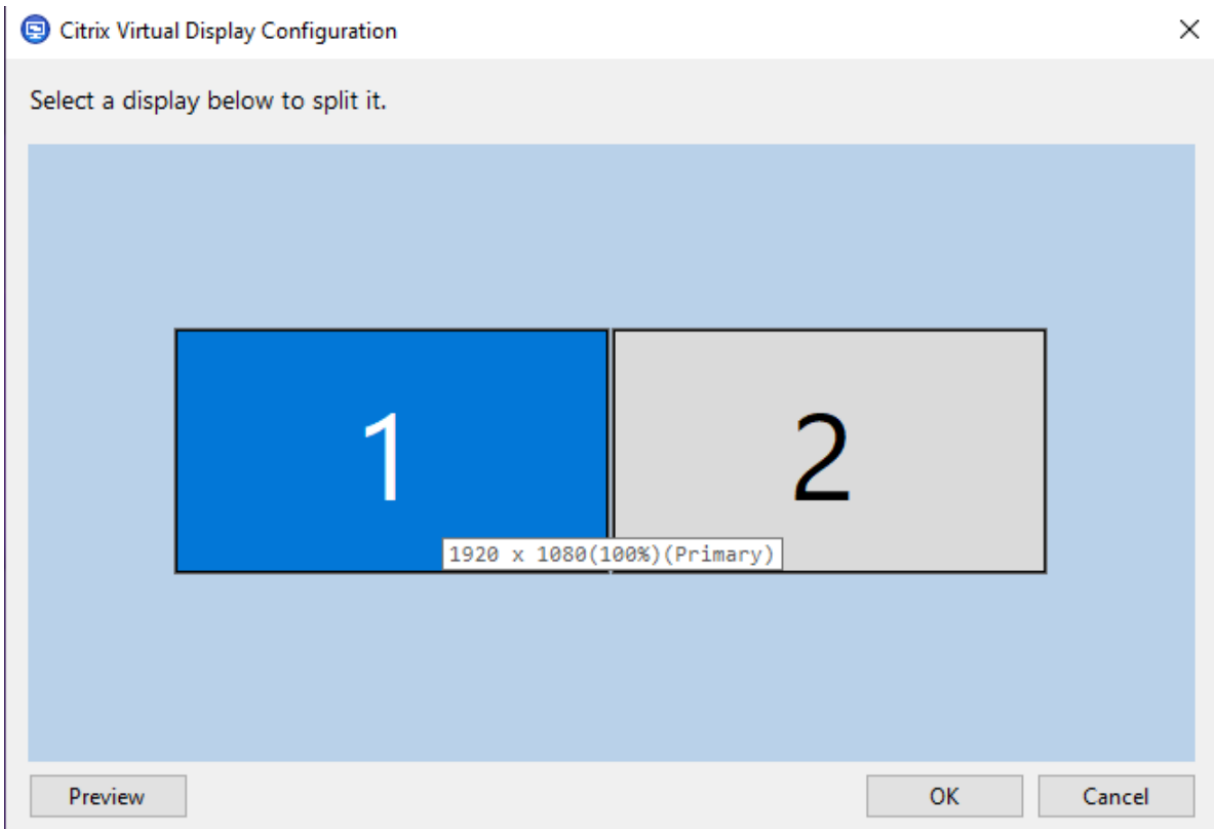 Citrix Virtual Display Configuration
Select a display below to split it.
1 2
1920 x 1080(100%)(Primary)
Preview OK Cancel